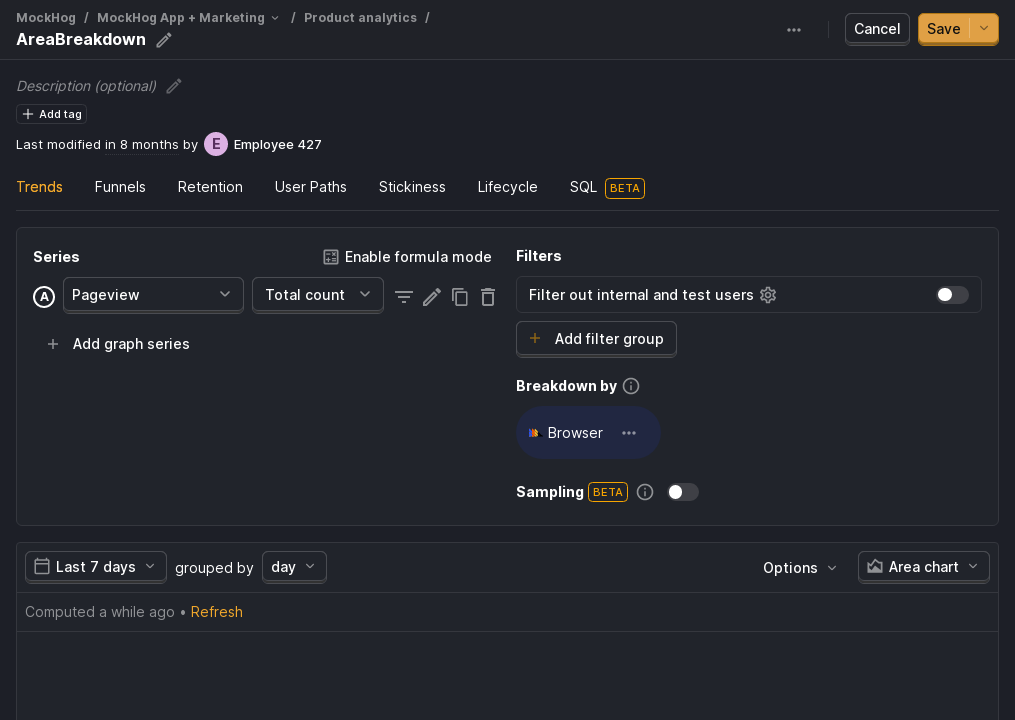 MockHog / MockHog App + Marketing / Product analytics /
AreaBreakdown
Cancel
Save
Description (optional)
Add tag
Last modified in 8 months by E Employee 427
Trends Funnels Retention User Paths Stickiness Lifecycle SQL BETA
Series
Enable formula mode
A Pageview Total count
Add graph series
Filters
Filter out internal and test users
Add filter group
Breakdown by
Browser
Sampling BETA
Last 7 days grouped by day Options Area chart
Computed a while ago • Refresh